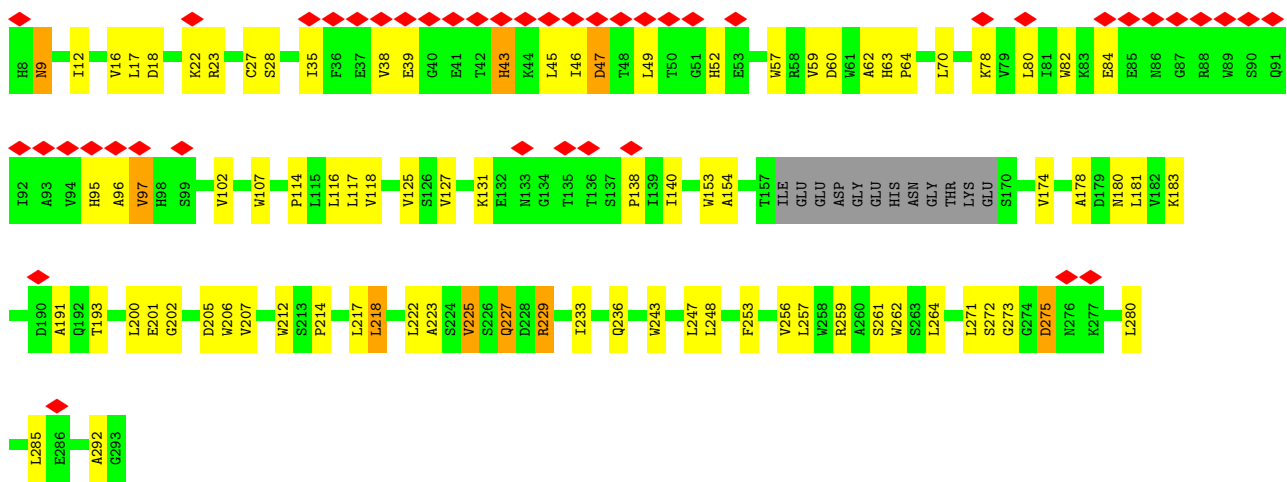 H8 N9 I12 V16 L17 D18 K22 R23 C27 S28 I35 F36 E37 V38 E39 G40 E41 T42 H43 K44 L45 I46 D47 T48 L49 T50 G51 H52 E53 W57 R58 V59 D60 W61 A62 H63 P64 L70 K78 V79 L80 I81 W82 K83 E84 E85 N86 G87 R88 W89 S90 Q91
I92 A93 V94 H95 A96 V97 H98 S99 V102 W107 P114 L115 L116 L117 V118 V125 S126 V127 K131 E132 N133 G134 T135 T136 S137 P138 I139 I140 W153 A154 T157 ILE GLU GLU ASP GLY GLU HIS ASN GLY THR LYS GLU S170 V174 A178 D179 N180 L181 V182 K183
D190 A191 Q192 T193 L200 E201 G202 D205 W206 V207 W212 S213 P214 L217 L218 L222 A223 S224 V225 S226 Q227 D228 R229 I233 Q236 W243 L247 L248 F253 V256 L257 W258 R259 A260 S261 W262 S263 L264 L271 S272 G273 G274 D275 N276 K277 L280
L285 E286 A292 G293